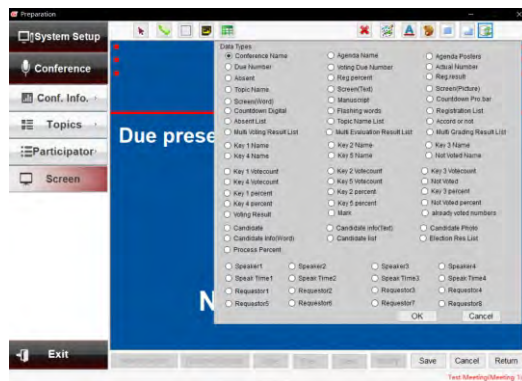 Preparation
System Setup
Conference
Conf. Info.
Topics
Participator
Screen
Exit
Due prese
N
Data Types
Conference Name Agenda Name Agenda Posters
Due Number Voting Due Number Actual Number
Absent Reg percent Reg result
Topic Name Screen(Text) Screen(Picture)
Screen(Word) Manuscript Countdown Pro bar
Countdown Digital Flashing words Registration List
Absent List Topic Name List Accord or not
Multi Voting Result List Multi Evaluation Result List Multi Grading Result List
Key 1 Name Key 2 Name Key 3 Name
Key 4 Name Key 5 Name Not Voted Name
Key 1 Votecount Key 2 Votecount Key 3 Votecount
Key 4 Votecount Key 5 Votecount Not Voted
Key 1 percent Key 2 percent Key 3 percent
Key 4 percent Key 5 percent Not Voted percent
Voting Result Mark already voted numbers
Candidate Candidate info(Text) Candidate Photo
Candidate info(Word) Candidate list Election Res List
Process Percent
Speaker1 Speaker2 Speaker3 Speaker4
Speak Time1 Speak Time2 Speak Time3 Speak Time4
Requestor1 Requestor2 Requestor3 Requestor4
Requestor5 Requestor6 Requestor7 Requestor8
OK Cancel
Save Cancel Return
Test Meeting(Meeting 1)